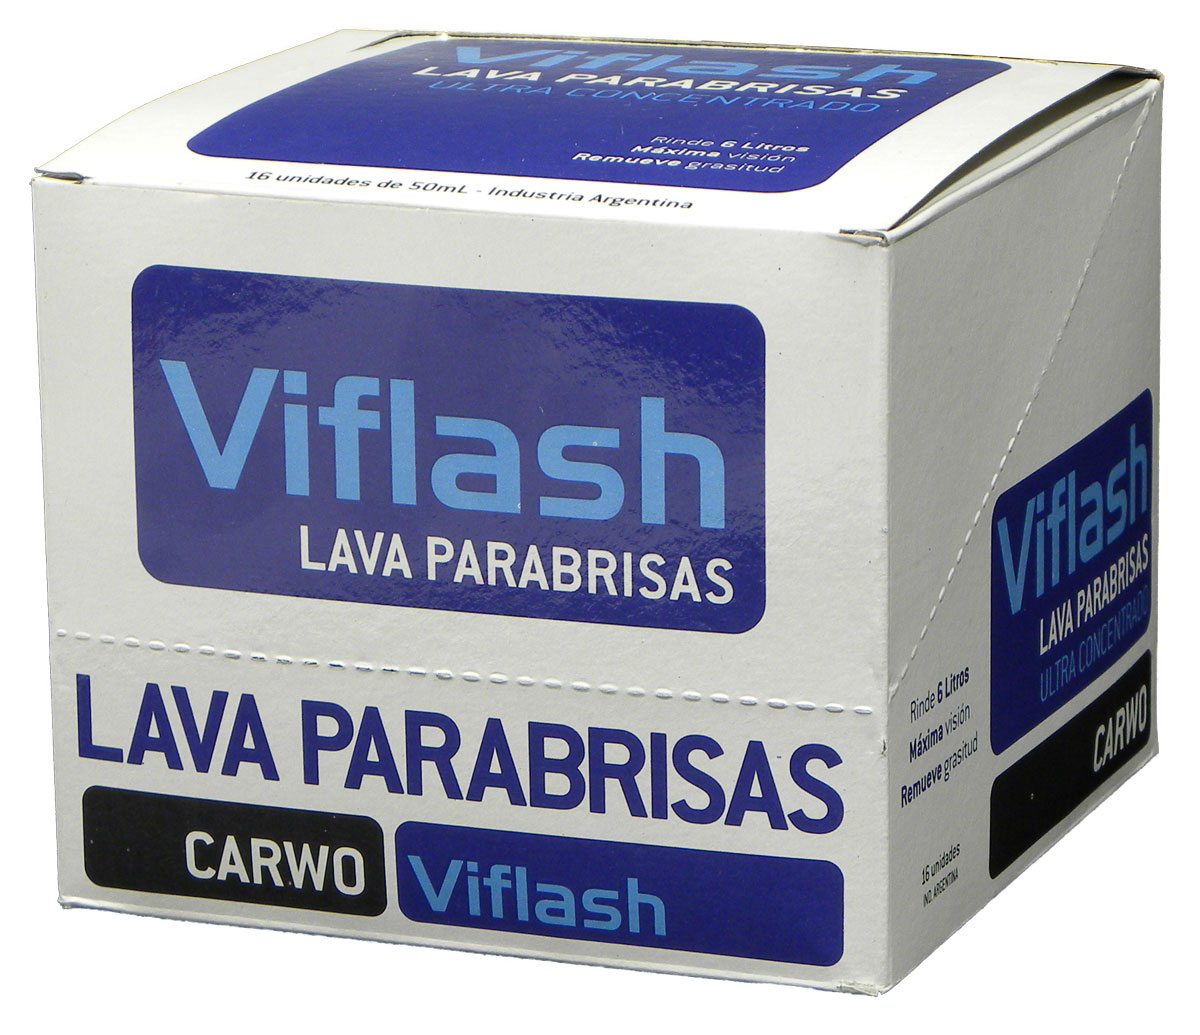 Viflash
LAVA PARABRISAS
ULTRA CONCENTRADO
Rinde 6 Litros
Máxima visión
Remueve grasitud
16 unidades de 50mL - Industria Argentina
Viflash
LAVA PARABRISAS
LAVA PARABRISAS
CARWO
Viflash
Viflash
LAVA PARABRISAS
ULTRA CONCENTRADO
CARWO
Rinde 6 Litros
Máxima visión
Remueve grasitud
16 unidades
IND. ARGENTINA